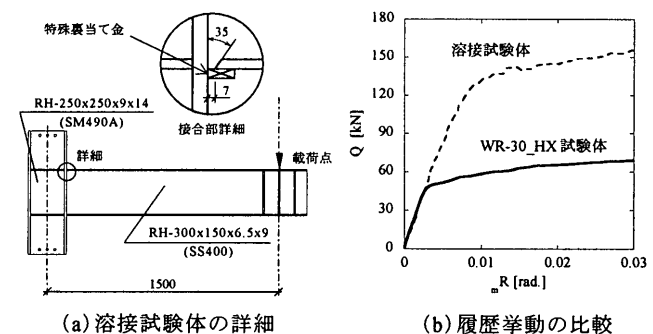 特殊裏当て金
35
7
RH-250x250x9x14
(SM490A)
接合部詳細
詳細
載荷点
RH-300x150x6.5x9
(SS400)
1500
(a)溶接試験体の詳細
180
150
120
90
60
30
0
Q [kN]
溶接試験体
WR-30_HX 試験体
0 0.01 0.02 0.03
mR [rad.]
(b)履歴挙動の比較